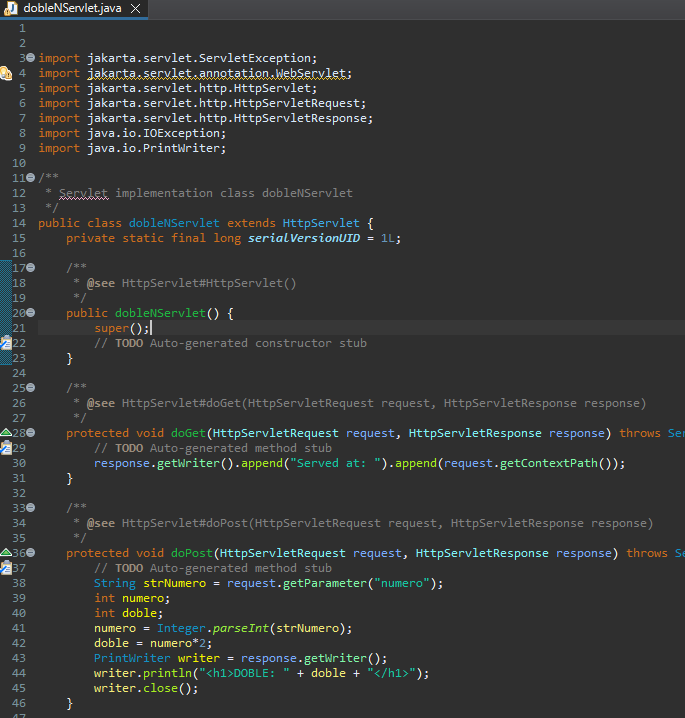 dobleNServlet.java
1
2
3 import jakarta.servlet.ServletException;
4 import jakarta.servlet.annotation.WebServlet;
5 import jakarta.servlet.http.HttpServlet;
6 import jakarta.servlet.http.HttpServletRequest;
7 import jakarta.servlet.http.HttpServletResponse;
8 import java.io.IOException;
9 import java.io.PrintWriter;
10
11 /**
12  * Servlet implementation class dobleNServlet
13  */
14 public class dobleNServlet extends HttpServlet {
15     private static final long serialVersionUID = 1L;
16
17     /**
18      * @see HttpServlet#HttpServlet()
19      */
20     public dobleNServlet() {
21         super();
22         // TODO Auto-generated constructor stub
23     }
24
25     /**
26      * @see HttpServlet#doGet(HttpServletRequest request, HttpServletResponse response)
27      */
28     protected void doGet(HttpServletRequest request, HttpServletResponse response) throws Ser
29         // TODO Auto-generated method stub
30         response.getWriter().append("Served at: ").append(request.getContextPath());
31     }
32
33     /**
34      * @see HttpServlet#doPost(HttpServletRequest request, HttpServletResponse response)
35      */
36     protected void doPost(HttpServletRequest request, HttpServletResponse response) throws Se
37         // TODO Auto-generated method stub
38         String strNumero = request.getParameter("numero");
39         int numero;
40         int doble;
41         numero = Integer.parseInt(strNumero);
42         doble = numero*2;
43         PrintWriter writer = response.getWriter();
44         writer.println("<h1>DOBLE: " + doble + "</h1>");
45         writer.close();
46     }